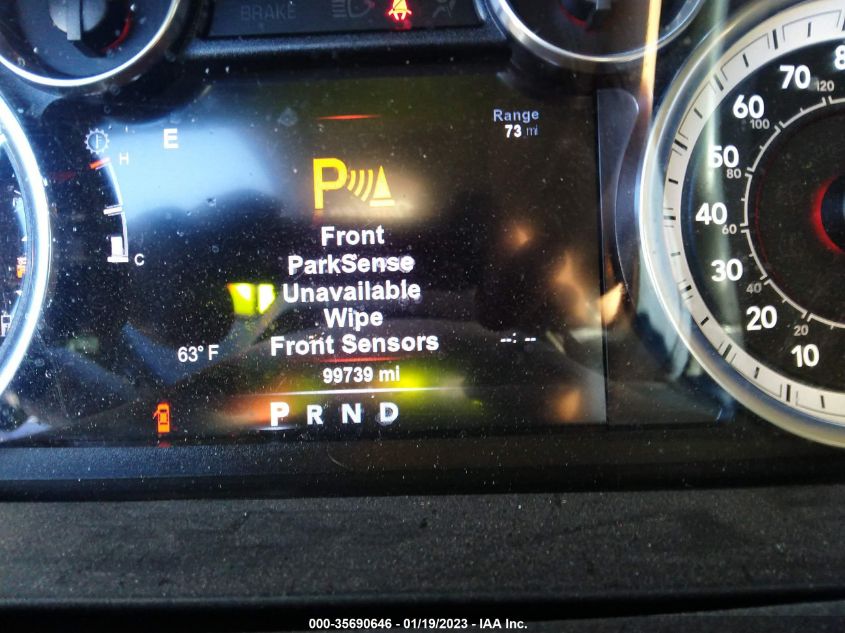 BRAKE
Range
73 mi
E
H
C
P
Front
ParkSense
Unavailable
Wipe
Front Sensors
63° F
--:--
99739 mi
P R N D
80
70
60
50
40
30
20
10
120
100
80
60
40
20
000-35690646 - 01/19/2023 - IAA Inc.